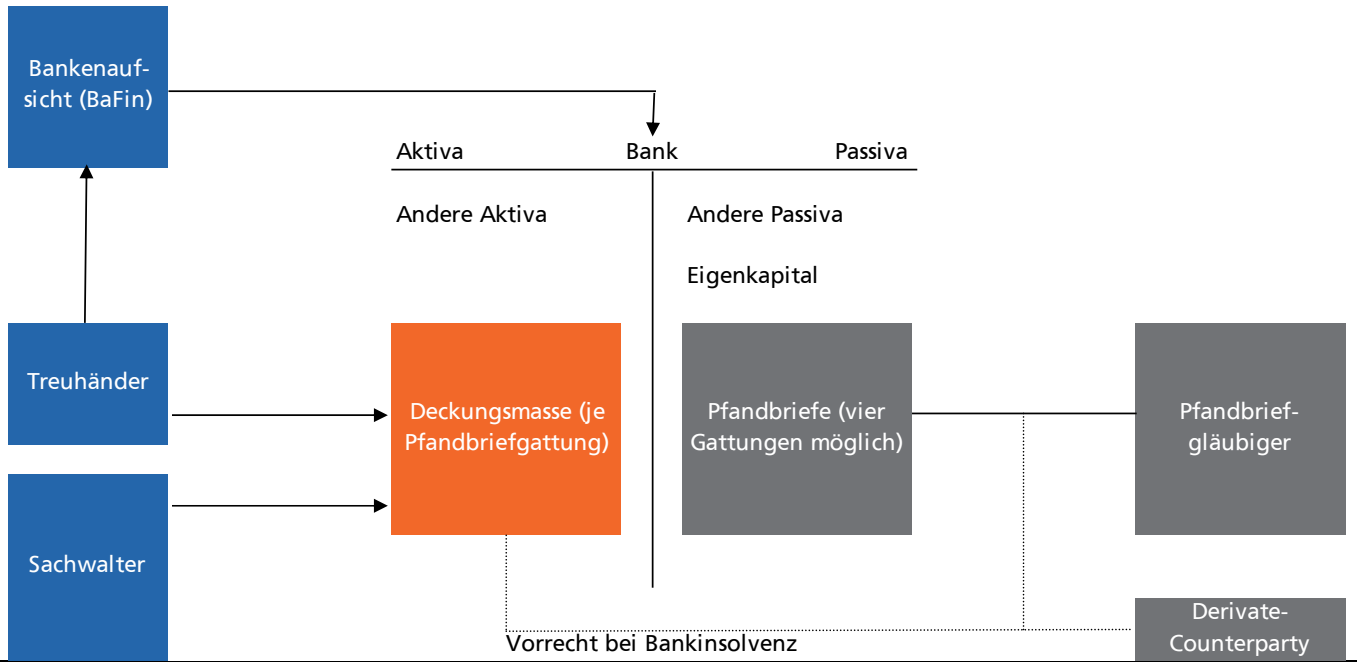 Bankenauf-
sicht (BaFin)
Aktiva Bank Passiva
Andere Aktiva
Andere Passiva
Eigenkapital
Treuhänder
Deckungsmasse (je
Pfandbriefgattung)
Pfandbriefe (vier
Gattungen möglich)
Pfandbrief-
gläubiger
Sachwalter
Vorrecht bei Bankinsolvenz
Derivate-
Counterparty